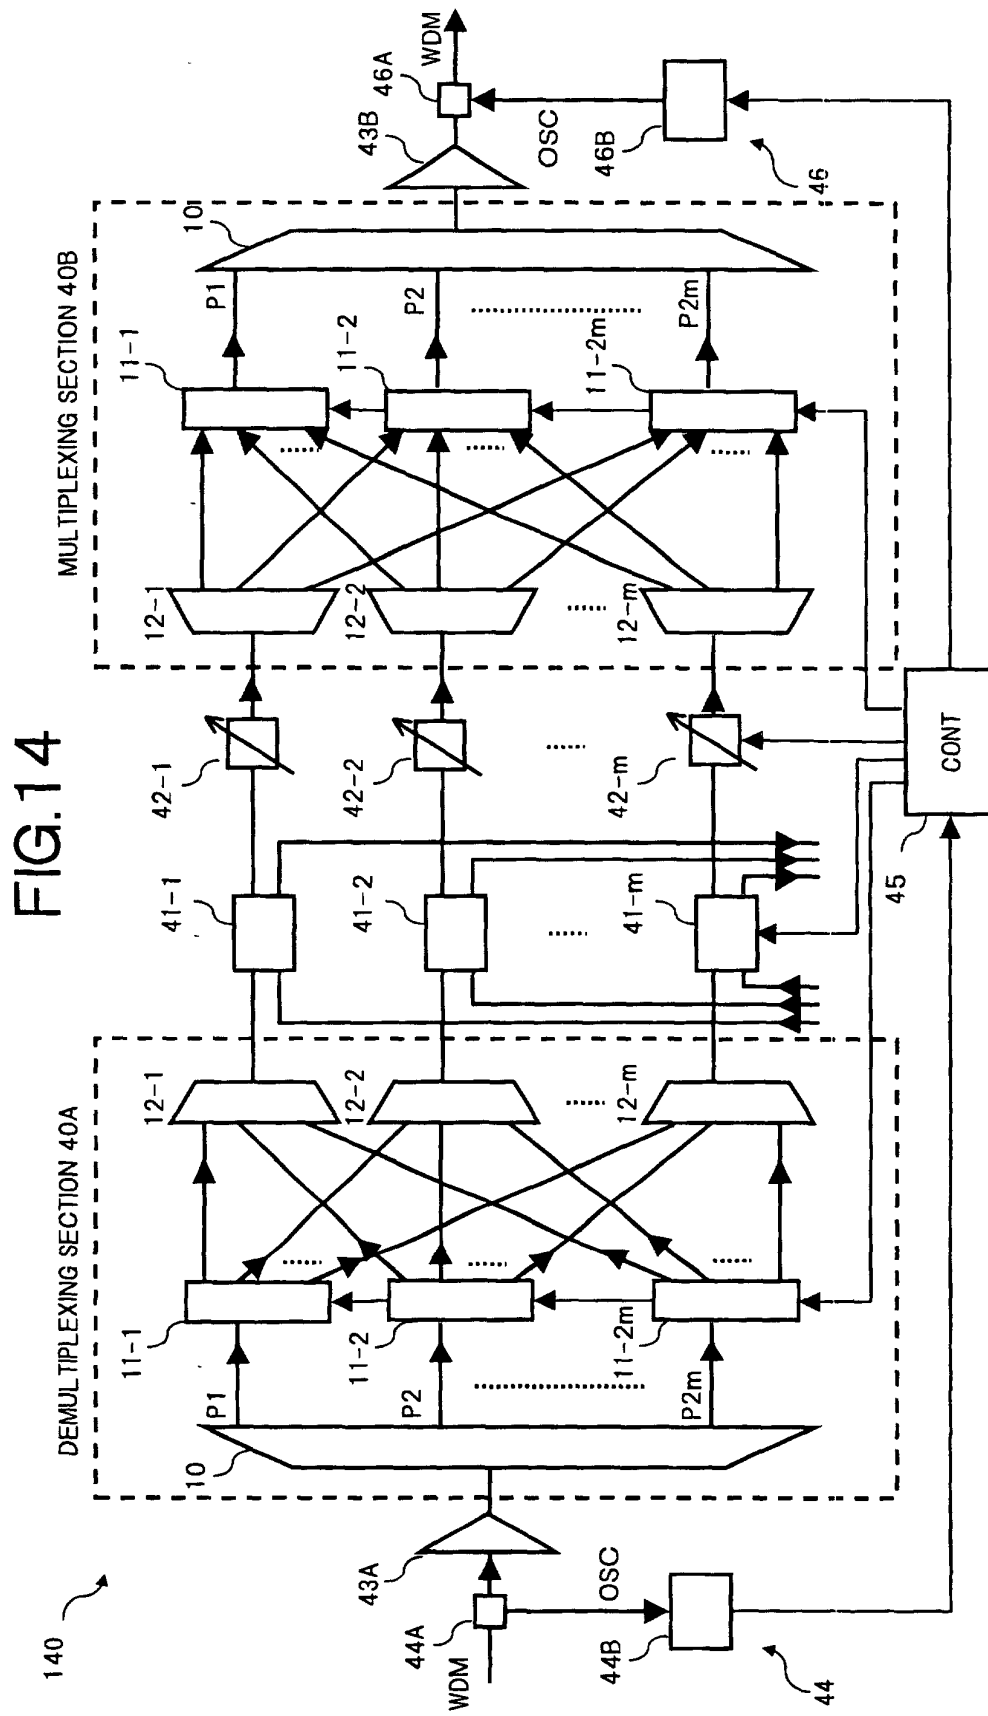 FIG.14
140
DEMULTIPLEXING SECTION 40A
MULTIPLEXING SECTION 40B
WDM
44A
OSC
44B
44
43A
10
P1
P2
P2m
11-1
11-2
11-2m
12-1
12-2
12-m
41-1
41-2
41-m
42-1
42-2
42-m
45
CONT
12-1
12-2
12-m
11-1
11-2
11-2m
P1
P2
P2m
10
43B
46A
WDM
OSC
46B
46